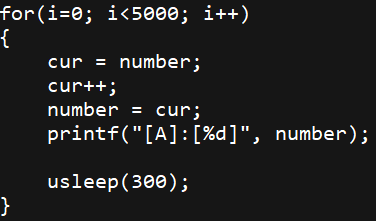 for(i=0; i<5000; i++)
{
    cur = number;
    cur++;
    number = cur;
    printf("[A]:[%d]", number);

    usleep(300);
}